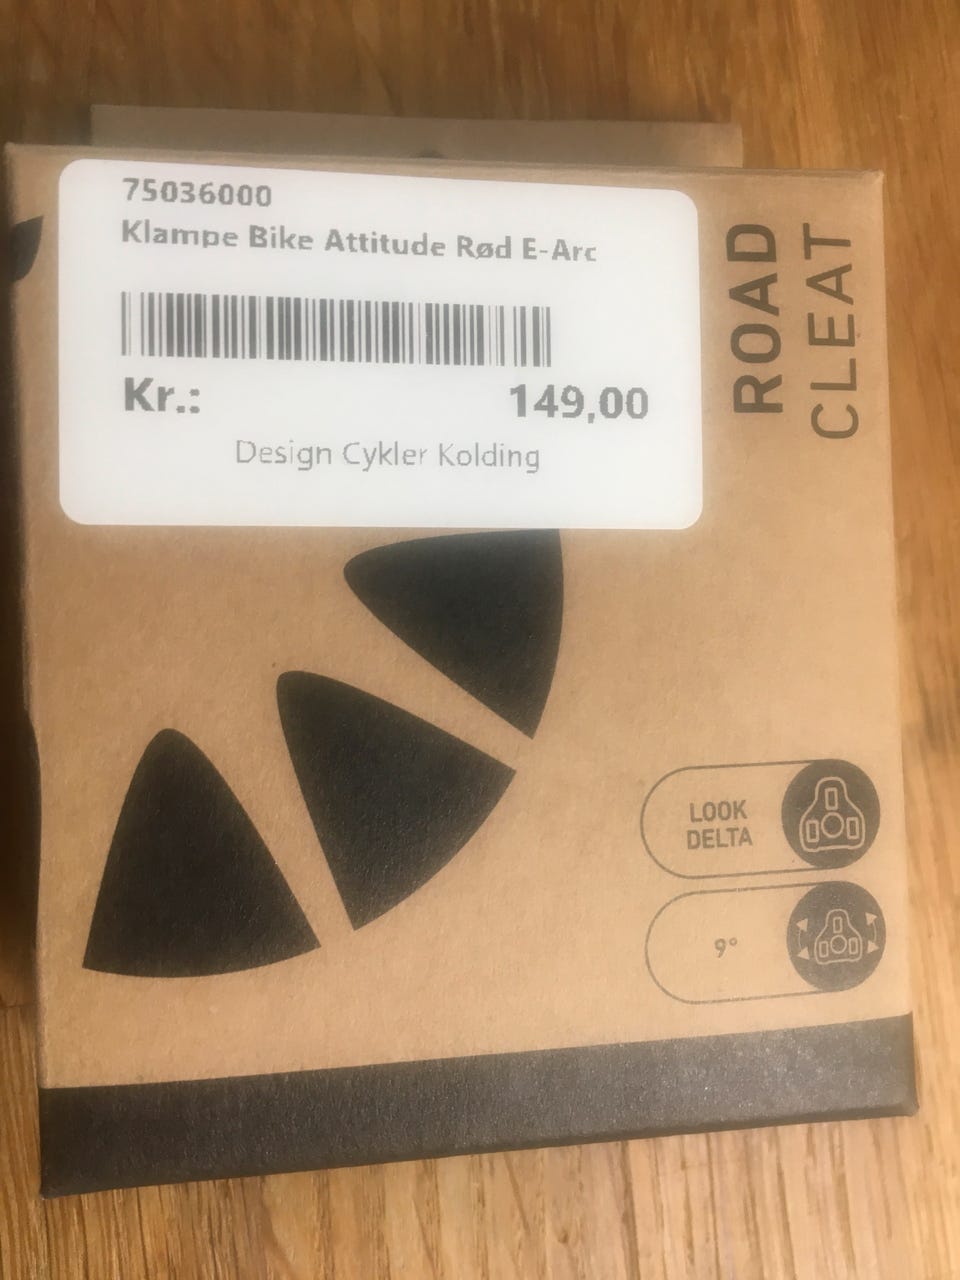 75036000
Klampe Bike Attitude Rød E-Arc
Kr.: 149,00
Design Cykler Kolding
ROAD
CLEAT
LOOK
DELTA
9°